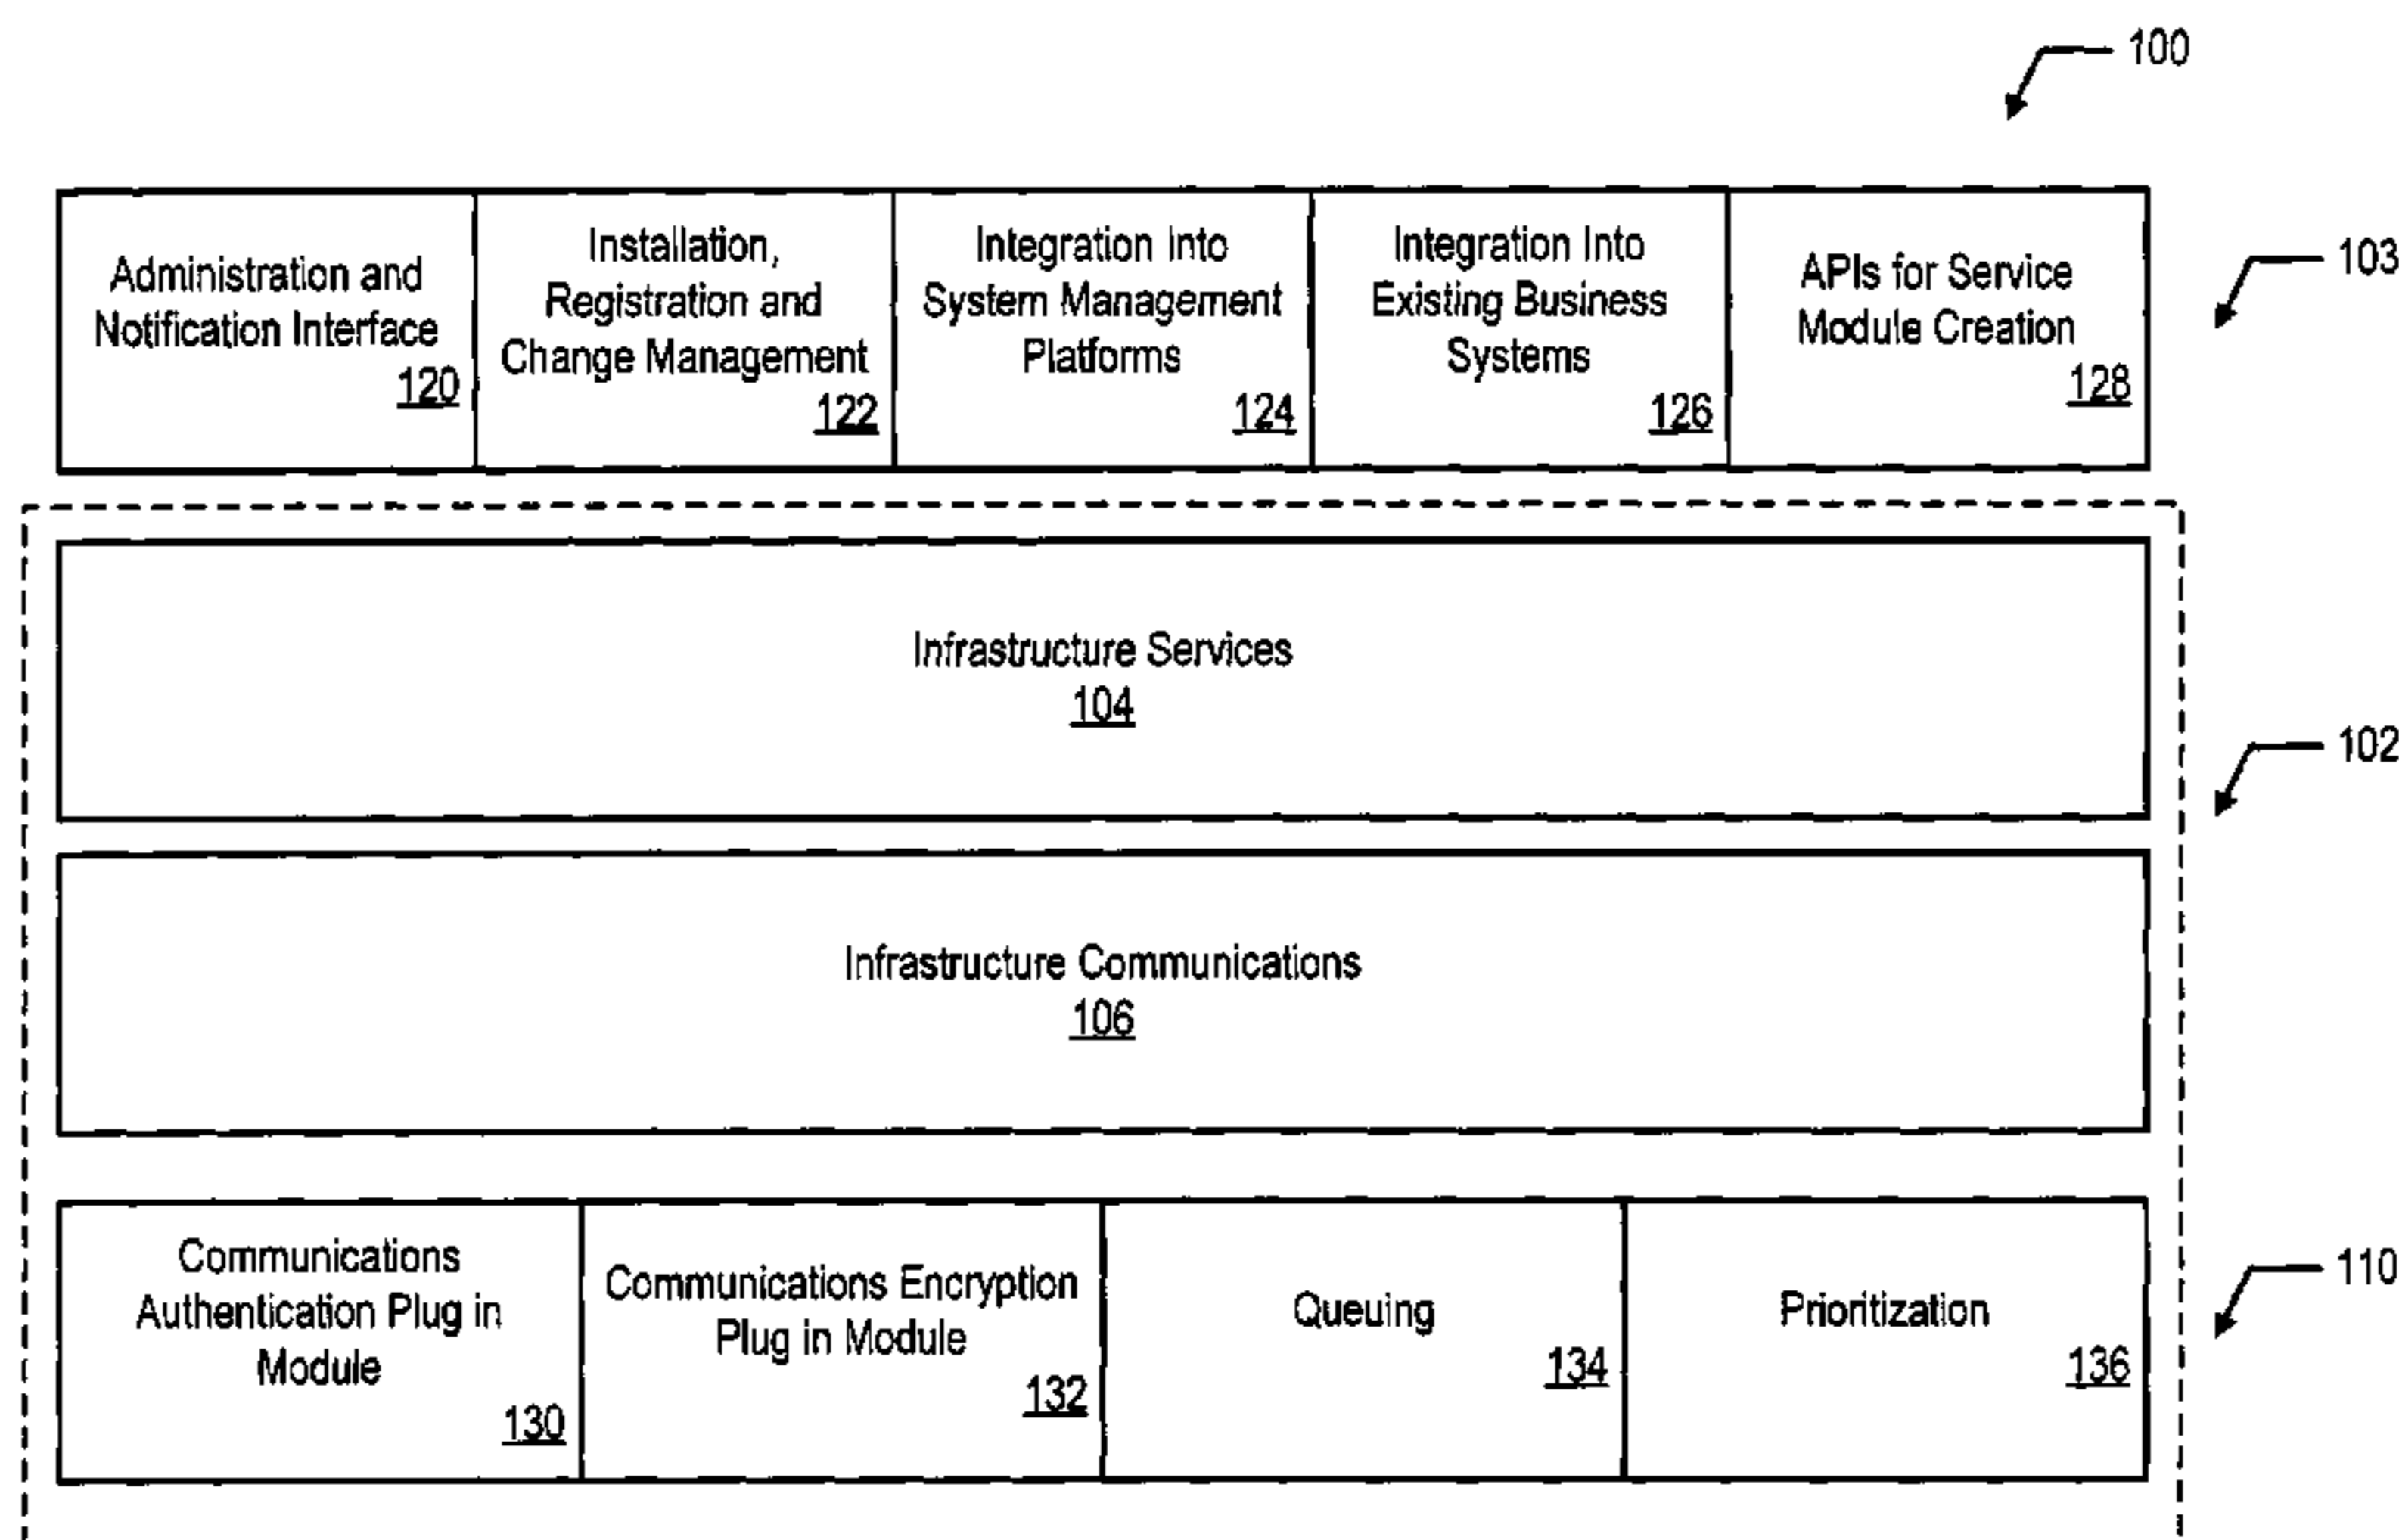 100
Administration and
Notification Interface
120
Installation,
Registration and
Change Management
122
Integration Into
System Management
Platforms
124
Integration Into
Existing Business
Systems
126
APIs for Service
Module Creation
128
103
Infrastructure Services
104
102
Infrastructure Communications
106
Communications
Authentication Plug in
Module
130
Communications Encryption
Plug in Module
132
Queuing
134
Prioritization
136
110